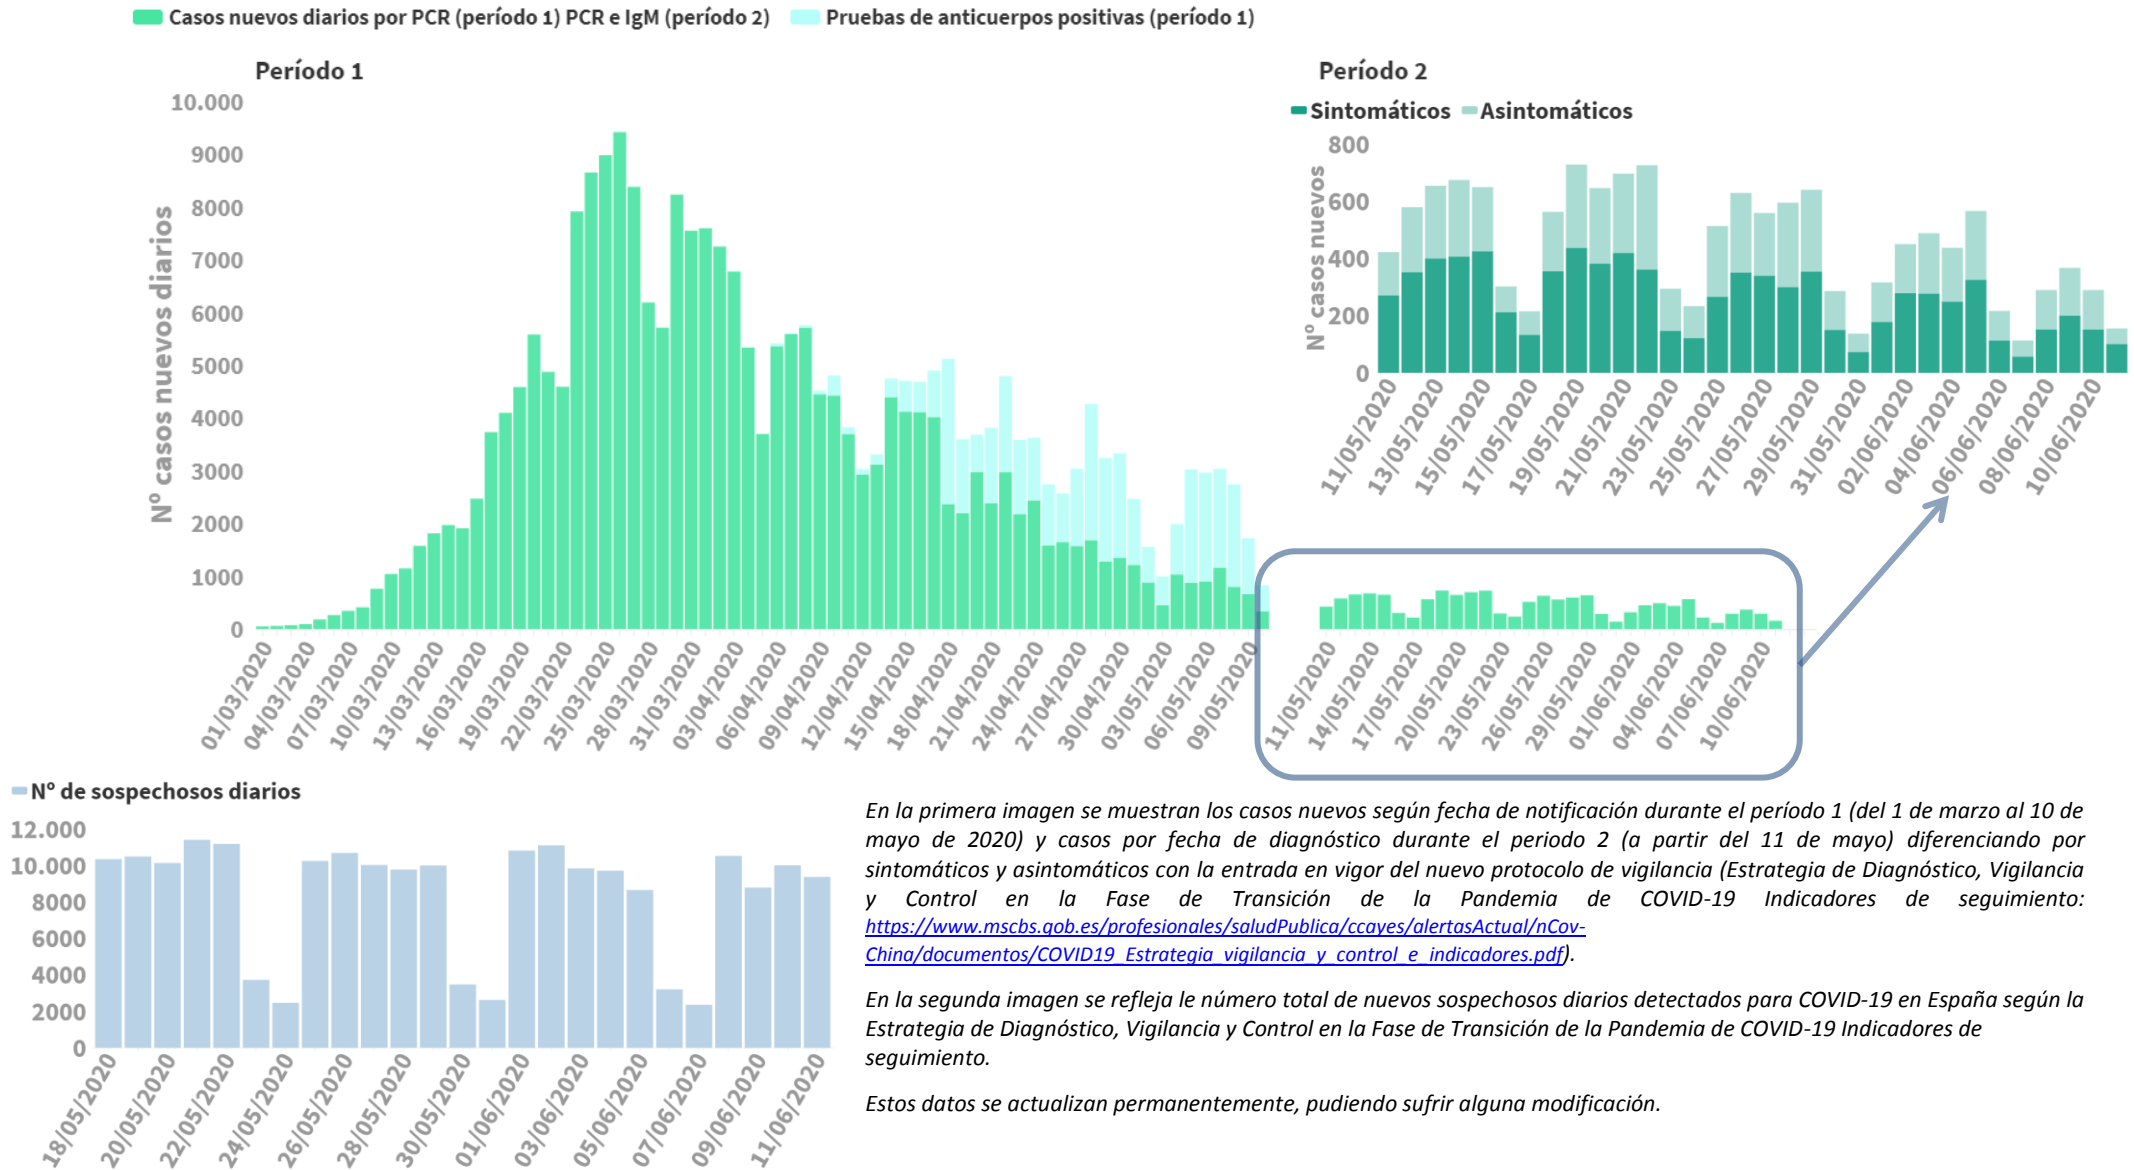 Casos nuevos diarios por PCR (período 1) PCR e IgM (período 2) Pruebas de anticuerpos positivas (período 1)
Período 1
Nº casos nuevos diarios
10.000
9000
8000
7000
6000
5000
4000
3000
2000
1000
0
01/03/2020 04/03/2020 07/03/2020 10/03/2020 13/03/2020 16/03/2020 19/03/2020 22/03/2020 25/03/2020 28/03/2020 31/03/2020 03/04/2020 06/04/2020 09/04/2020 12/04/2020 15/04/2020 18/04/2020 21/04/2020 24/04/2020 27/04/2020 30/04/2020 03/05/2020 06/05/2020 09/05/2020
11/05/2020 14/05/2020 17/05/2020 20/05/2020 23/05/2020 26/05/2020 29/05/2020 01/06/2020 04/06/2020 07/06/2020 10/06/2020
Período 2
Sintomáticos Asintomáticos
Nº casos nuevos
800
600
400
200
0
11/05/2020 13/05/2020 15/05/2020 17/05/2020 19/05/2020 21/05/2020 23/05/2020 25/05/2020 27/05/2020 29/05/2020 31/05/2020 02/06/2020 04/06/2020 06/06/2020 08/06/2020 10/06/2020
Nº de sospechosos diarios
12.000
10.000
8000
6000
4000
2000
0
18/05/2020 20/05/2020 22/05/2020 24/05/2020 26/05/2020 28/05/2020 30/05/2020 01/06/2020 03/06/2020 05/06/2020 07/06/2020 09/06/2020 11/06/2020
En la primera imagen se muestran los casos nuevos según fecha de notificación durante el período 1 (del 1 de marzo al 10 de
mayo de 2020) y casos por fecha de diagnóstico durante el periodo 2 (a partir del 11 de mayo) diferenciando por
sintomáticos y asintomáticos con la entrada en vigor del nuevo protocolo de vigilancia (Estrategia de Diagnóstico, Vigilancia
y Control en la Fase de Transición de la Pandemia de COVID-19 Indicadores de seguimiento:
https://www.mscbs.gob.es/profesionales/saludPublica/ccayes/alertasActual/nCov-
China/documentos/COVID19_Estrategia_vigilancia_y_control_e_indicadores.pdf).
En la segunda imagen se refleja le número total de nuevos sospechosos diarios detectados para COVID-19 en España según la
Estrategia de Diagnóstico, Vigilancia y Control en la Fase de Transición de la Pandemia de COVID-19 Indicadores de
seguimiento.
Estos datos se actualizan permanentemente, pudiendo sufrir alguna modificación.